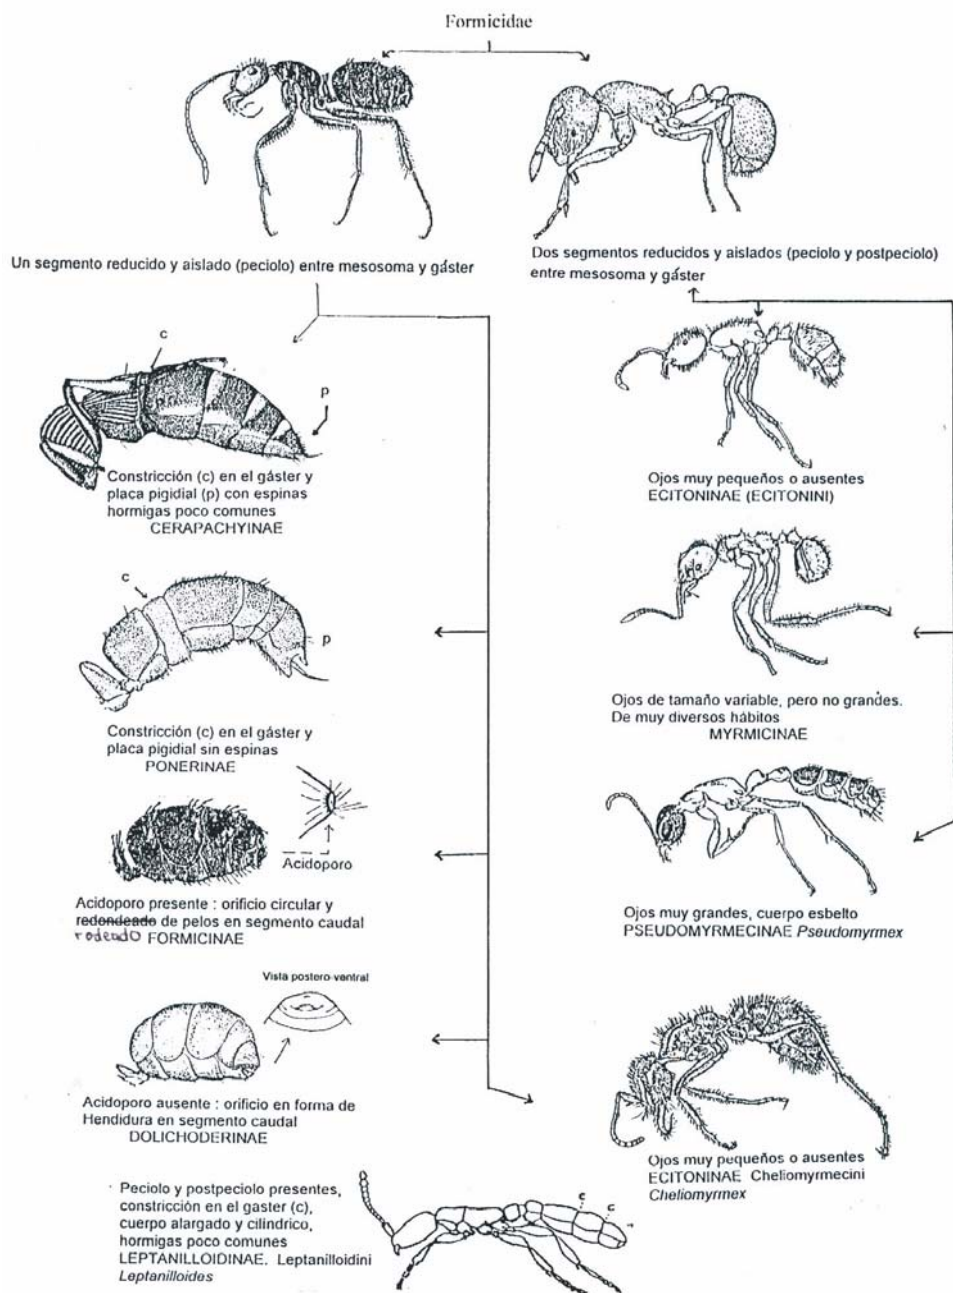 Formicidae
Un segmento reducido y aislado (peciolo) entre mesosoma y gáster
Dos segmentos reducidos y aislados (peciolo y postpeciolo)
entre mesosoma y gáster
c
p
Constricción (c) en el gáster y
placa pigidial (p) con espinas
hormigas poco comunes
CERAPACHYINAE
Ojos muy pequeños o ausentes
ECITONINAE (ECITONINI)
c
p
Constricción (c) en el gáster y
placa pigidial sin espinas
PONERINAE
Ojos de tamaño variable, pero no grandes.
De muy diversos hábitos
MYRMICINAE
Acidoporo
Acidoporo presente : orificio circular y
redondeado de pelos en segmento caudal
rodeado FORMICINAE
Ojos muy grandes, cuerpo esbelto
PSEUDOMYRMECINAE Pseudomyrmex
Vista postero-ventral
Acidoporo ausente : orificio en forma de
Hendidura en segmento caudal
DOLICHODERINAE
Ojos muy pequeños o ausentes
ECITONINAE Cheliomyrmecini
Cheliomyrmex
Peciolo y postpeciolo presentes,
constricción en el gaster (c),
cuerpo alargado y cilíndrico,
hormigas poco comunes
LEPTANILLOIDINAE. Leptanilloidini
Leptanilloides
c
c